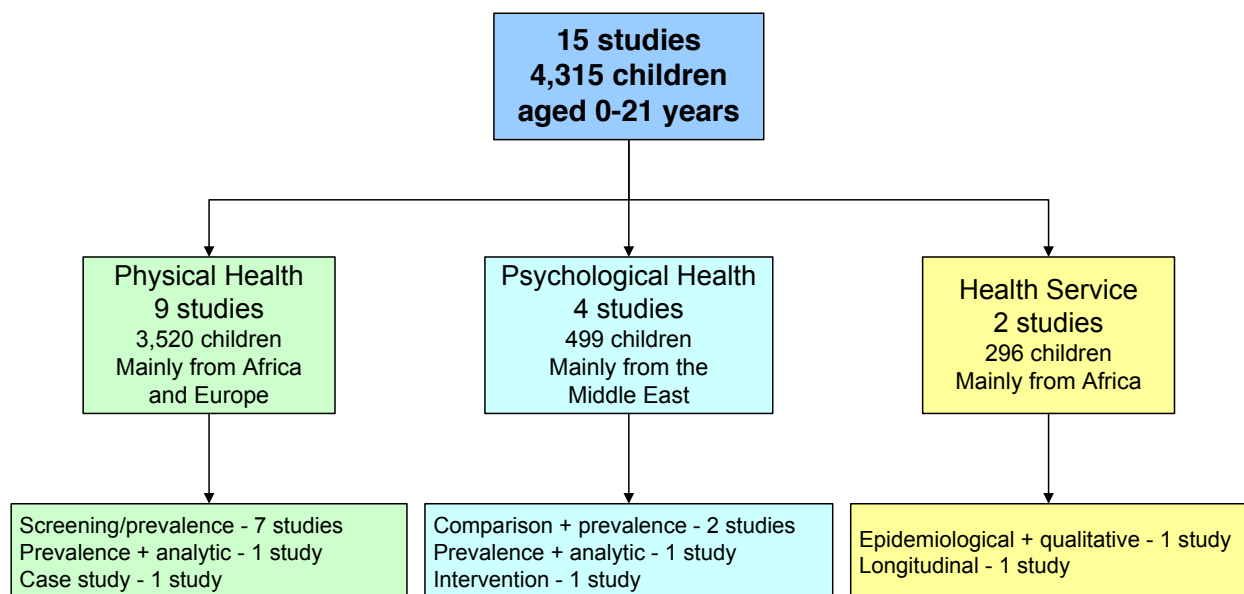 15 studies
4,315 children
aged 0-21 years
Physical Health
9 studies
3,520 children
Mainly from Africa
and Europe
Psychological Health
4 studies
499 children
Mainly from the
Middle East
Health Service
2 studies
296 children
Mainly from Africa
Screening/prevalence - 7 studies
Prevalence + analytic - 1 study
Case study - 1 study
Comparison + prevalence - 2 studies
Prevalence + analytic - 1 study
Intervention - 1 study
Epidemiological + qualitative - 1 study
Longitudinal - 1 study